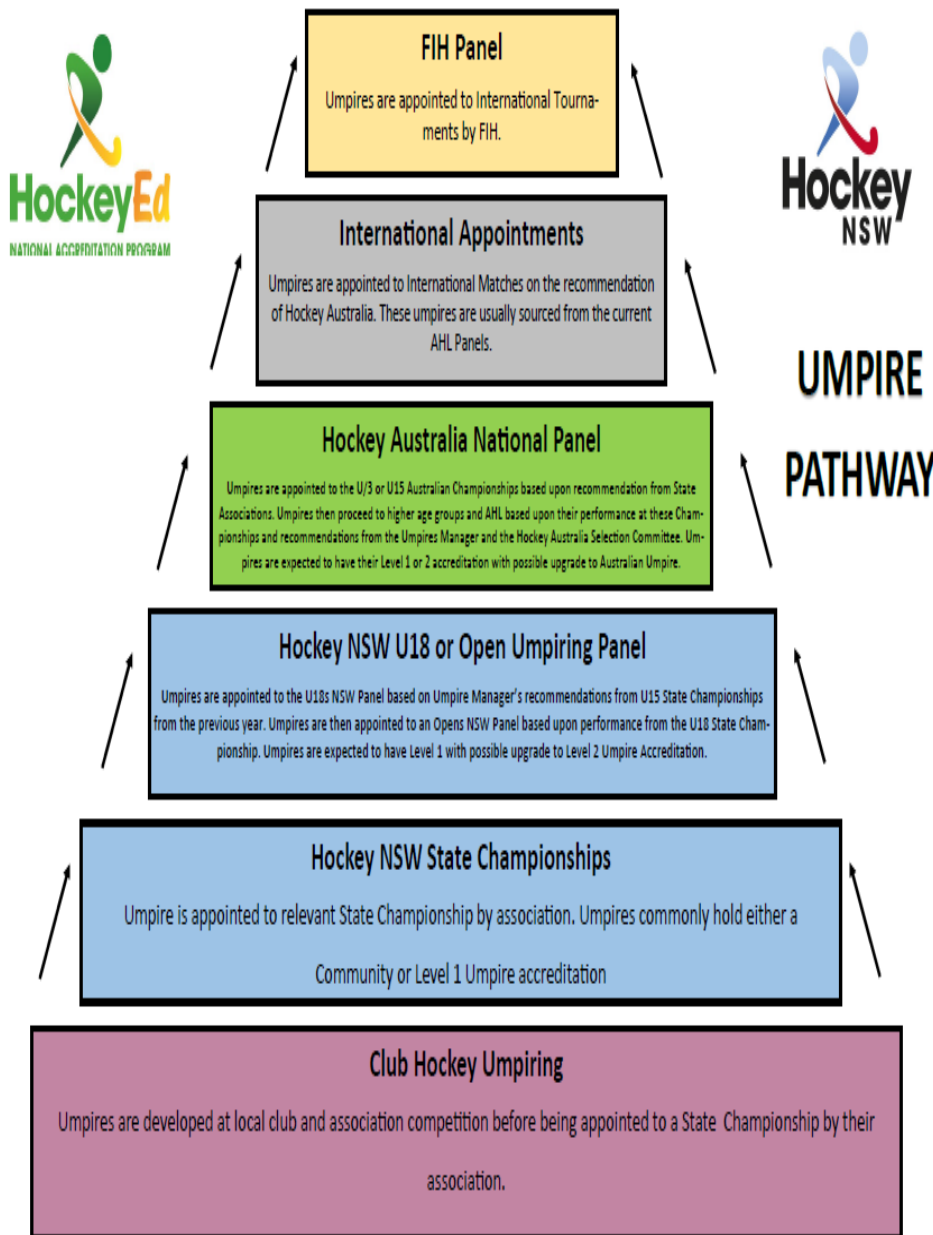 FIH Panel
Umpires are appointed to International Tourna-
ments by FIH.
HockeyEd
NATIONAL ACCREDITATION PROGRAM
Hockey
NSW
International Appointments
Umpires are appointed to International Matches on the recommendation
of Hockey Australia. These umpires are usually sourced from the current
AHL Panels.
UMPIRE
PATHWAY
Hockey Australia National Panel
Umpires are appointed to the U/3 or U15 Australian Championships based upon recommendation from State
Associations. Umpires then proceed to higher age groups and AHL based upon their performance at these Cham-
pionships and recommendations from the Umpires Manager and the Hockey Australia Selection Committee. Um-
pires are expected to have their Level 1 or 2 accreditation with possible upgrade to Australian Umpire.
Hockey NSW U18 or Open Umpiring Panel
Umpires are appointed to the U18s NSW Panel based on Umpire Manager's recommendations from U15 State Championships
from the previous year. Umpires are then appointed to an Opens NSW Panel based upon performance from the U18 State Cham-
pionship. Umpires are expected to have Level 1 with possible upgrade to Level 2 Umpire Accreditation.
Hockey NSW State Championships
Umpire is appointed to relevant State Championship by association. Umpires commonly hold either a
Community or Level 1 Umpire accreditation
Club Hockey Umpiring
Umpires are developed at local club and association competition before being appointed to a State Championship by their
association.